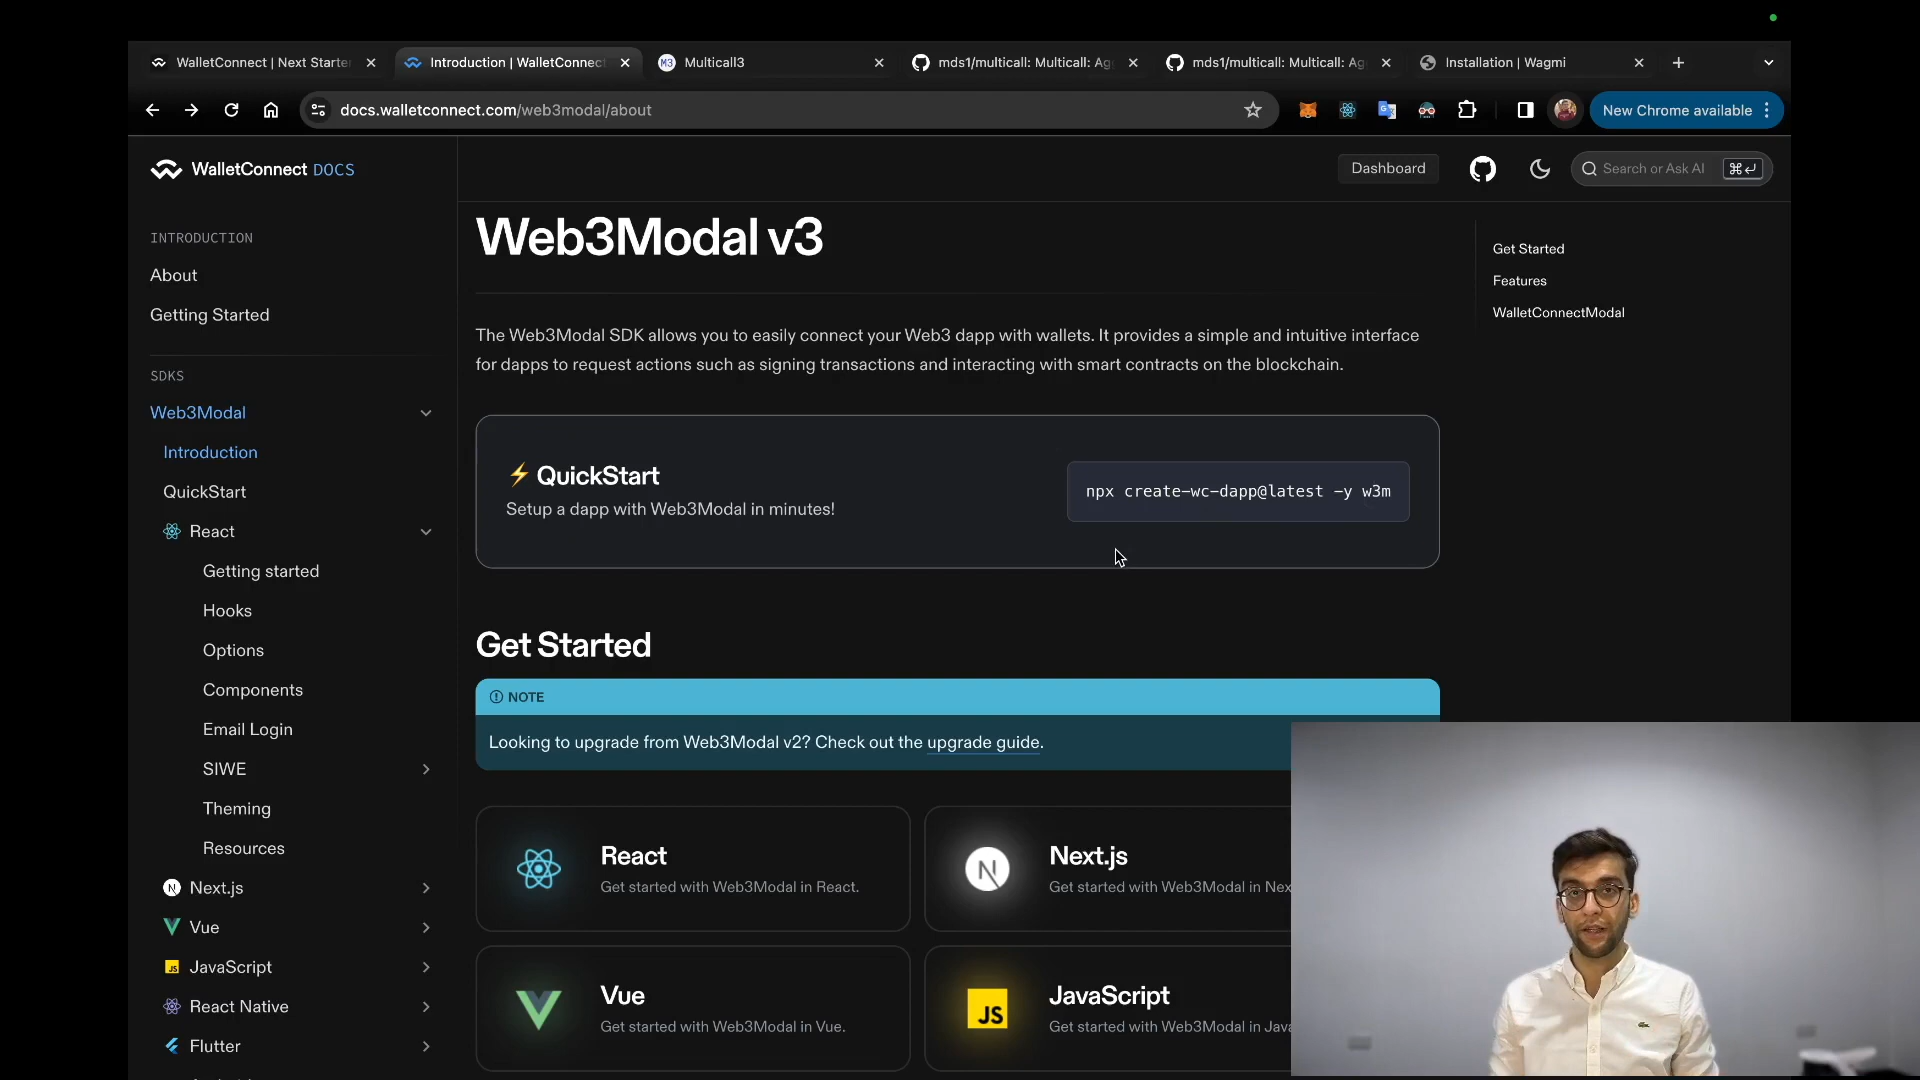 WalletConnect | Next Starte
Introduction | WalletConnect
M3 Multicall3
mds1/multicall: Multicall: Ag
mds1/multicall: Multicall: Ag
Installation | Wagmi
docs.walletconnect.com/web3modal/about
New Chrome available
WalletConnect DOCS
Dashboard
Search or Ask AI
INTRODUCTION
About
Getting Started
SDKS
Web3Modal
Introduction
QuickStart
React
Getting started
Hooks
Options
Components
Email Login
SIWE
Theming
Resources
Next.js
Vue
JavaScript
React Native
Flutter
Web3Modal v3
The Web3Modal SDK allows you to easily connect your Web3 dapp with wallets. It provides a simple and intuitive interface
for dapps to request actions such as signing transactions and interacting with smart contracts on the blockchain.
⚡ QuickStart
Setup a dapp with Web3Modal in minutes!
npx create-wc-dapp@latest -y w3m
Get Started
NOTE
Looking to upgrade from Web3Modal v2? Check out the upgrade guide.
React
Get started with Web3Modal in React.
Next.js
Get started with Web3Modal in Nex
Vue
Get started with Web3Modal in Vue.
JS
JavaScript
Get started with Web3Modal in Java
Get Started
Features
WalletConnectModal